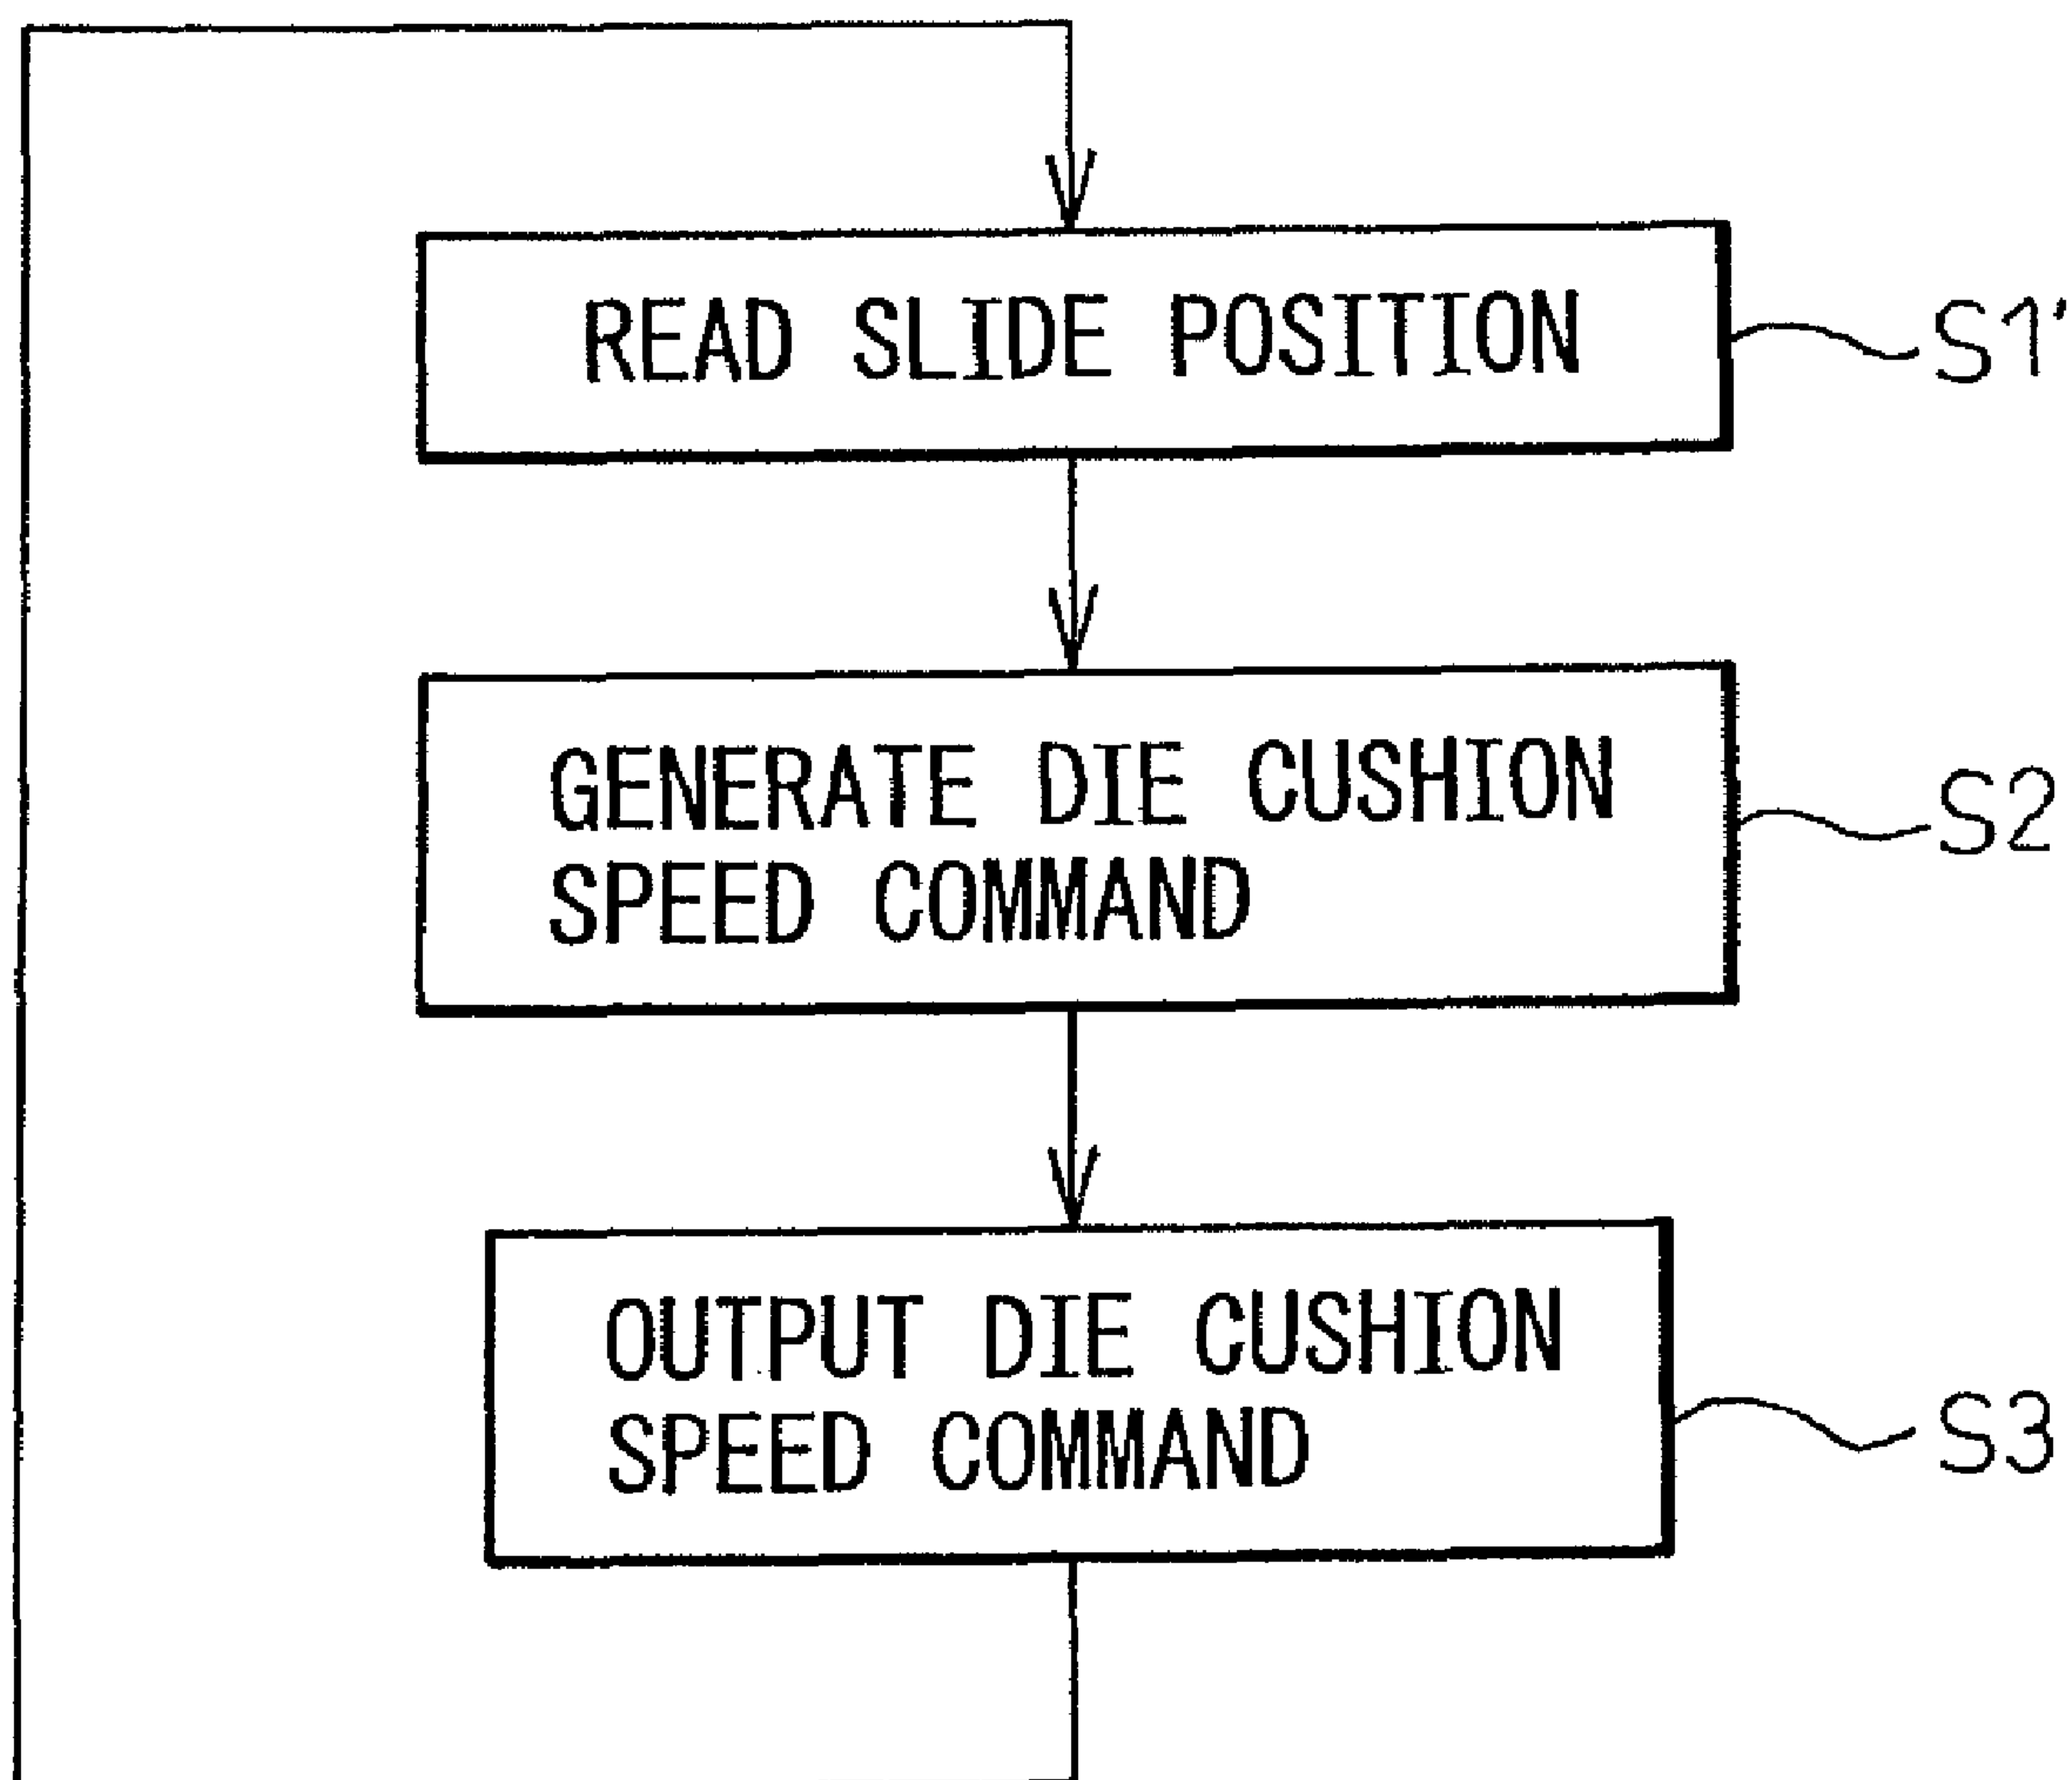 READ SLIDE POSITION
S1'
GENERATE DIE CUSHION
SPEED COMMAND
S2
OUTPUT DIE CUSHION
SPEED COMMAND
S3